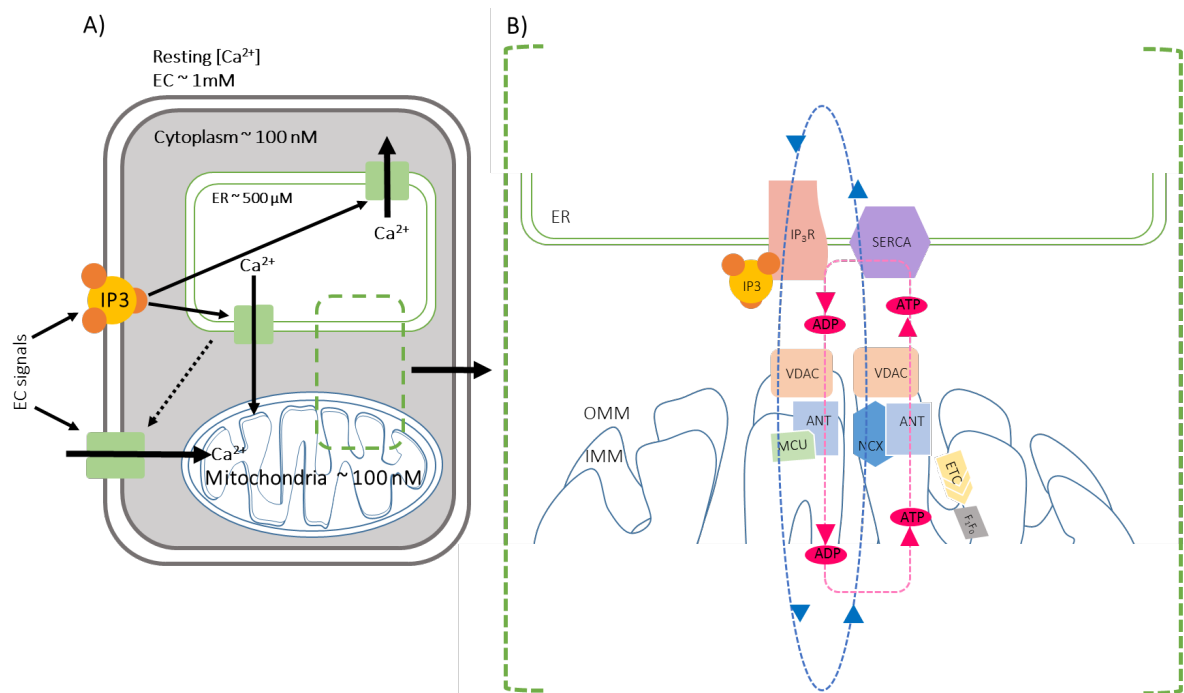 A)
Resting [Ca²⁺]
EC ~ 1mM
Cytoplasm ~ 100 nM
ER ~ 500 µM
Ca²⁺
Ca²⁺
IP3
EC signals
Ca²⁺
Mitochondria ~ 100 nM
B)
ER
IP₃R
SERCA
IP3
ADP
ATP
VDAC
VDAC
OMM
IMM
ANT
MCU
NCX
ANT
ETC
F₁F₀
ATP
ADP